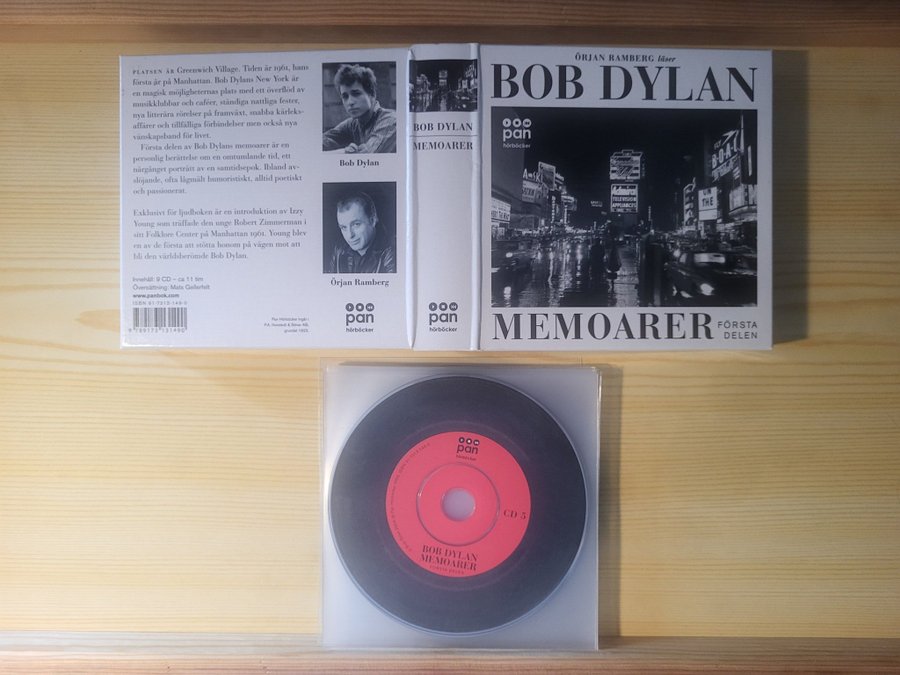 PLATSEN ÄR Greenwich Village. Tiden är 1961, hans
första år på Manhattan. Bob Dylans New York är
en magisk möjligheternas plats med ett överflöd av
musikklubbar och caféer, ständiga nattliga fester,
nya litterära rörelser på framväxt, snabba kärleks-
affärer och tillfälliga förbindelser men också nya
vänskapsband för livet.
Första delen av Bob Dylans memoarer är en
personlig berättelse om en omtumlande tid, ett
närgånget porträtt av en samtidsepok. Ibland av-
slöjande, ofta lågmält humoristiskt, alltid poetiskt
och passionerat.
Exklusivt för ljudboken är en introduktion av Izzy
Young som träffade den unge Robert Zimmerman i
sitt Folklore Center på Manhattan 1961. Young blev
en av de första att stötta honom på vägen mot att
bli den världsberömde Bob Dylan.
Innehåll: 9 CD – ca 11 tim
Översättning: Mats Gellerfelt
www.panbok.com
Bob Dylan
Örjan Ramberg
pan
hörböcker
BOB DYLAN
MEMOARER
pan
hörböcker
ÖRJAN RAMBERG läser
BOB DYLAN
pan
hörböcker
B-O-A-C
TELEVISION
APPLIANCES
THE
MEMOARER
FÖRSTA
DELEN
pan
hörböcker
CD 5
BOB DYLAN
MEMOARER
FÖRSTA DELEN